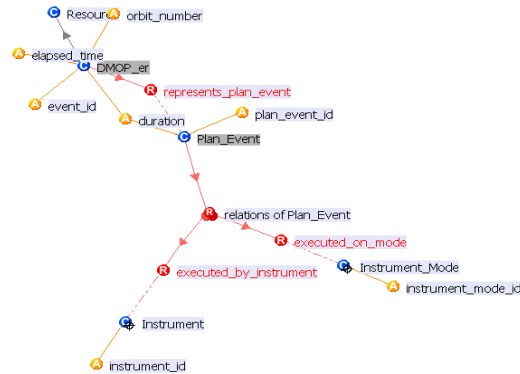 Resour
orbit_number
elapsed_time
DMOP_er
represents_plan_event
event_id
duration
plan_event_id
Plan_Event
relations of Plan_Event
executed_on_mode
executed_by_instrument
Instrument_Mode
instrument_mode_id
Instrument
instrument_id
C
A
A
C
R
A
A
A
C
R
R
R
C
A
C
A